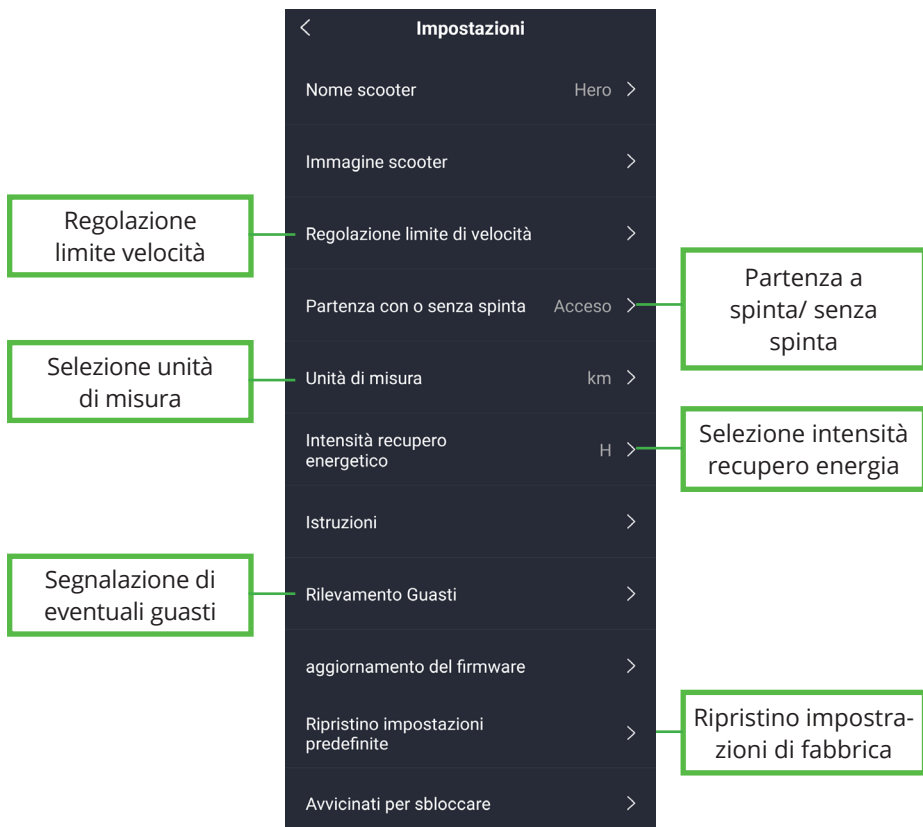 Impostazioni
Nome scooter Hero
Immagine scooter
Regolazione
limite velocità
Regolazione limite di velocità
Partenza con o senza spinta Acceso
Partenza a
spinta/ senza
spinta
Selezione unità
di misura
Unità di misura km
Intensità recupero
energetico
H
Selezione intensità
recupero energia
Istruzioni
Segnalazione di
eventuali guasti
Rilevamento Guasti
aggiornamento del firmware
Ripristino impostazioni
predefinite
Ripristino impostra-
zioni di fabbrica
Avvicinati per sbloccare